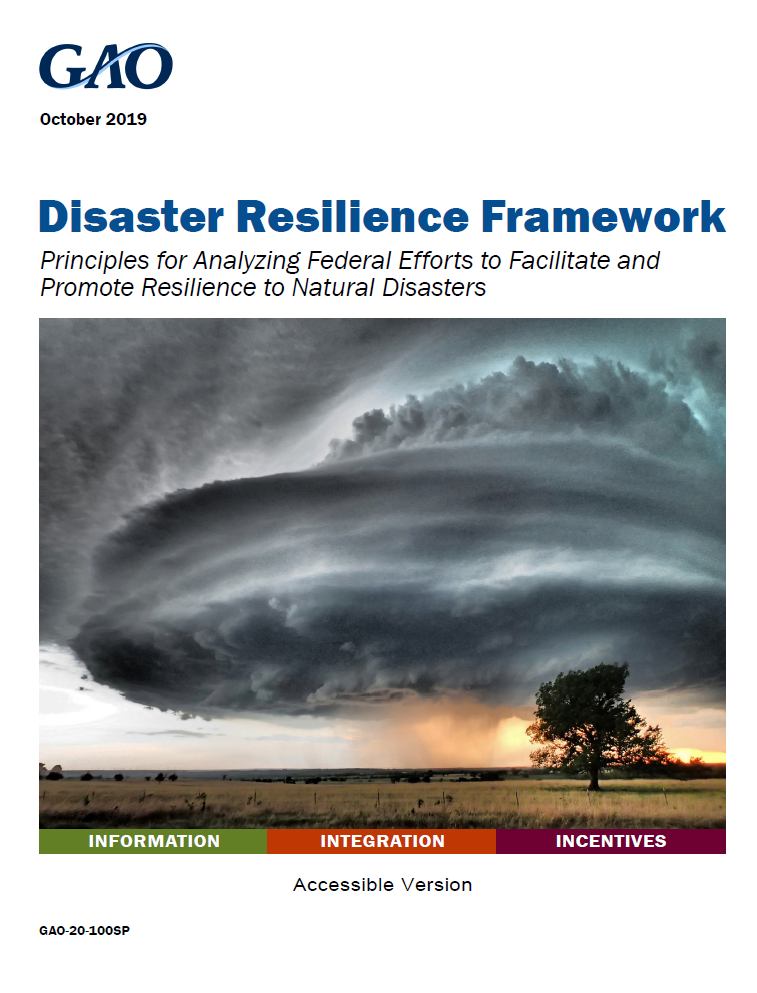 GAO
October 2019
Disaster Resilience Framework
Principles for Analyzing Federal Efforts to Facilitate and
Promote Resilience to Natural Disasters
INFORMATION INTEGRATION INCENTIVES
Accessible Version
GAO-20-100SP